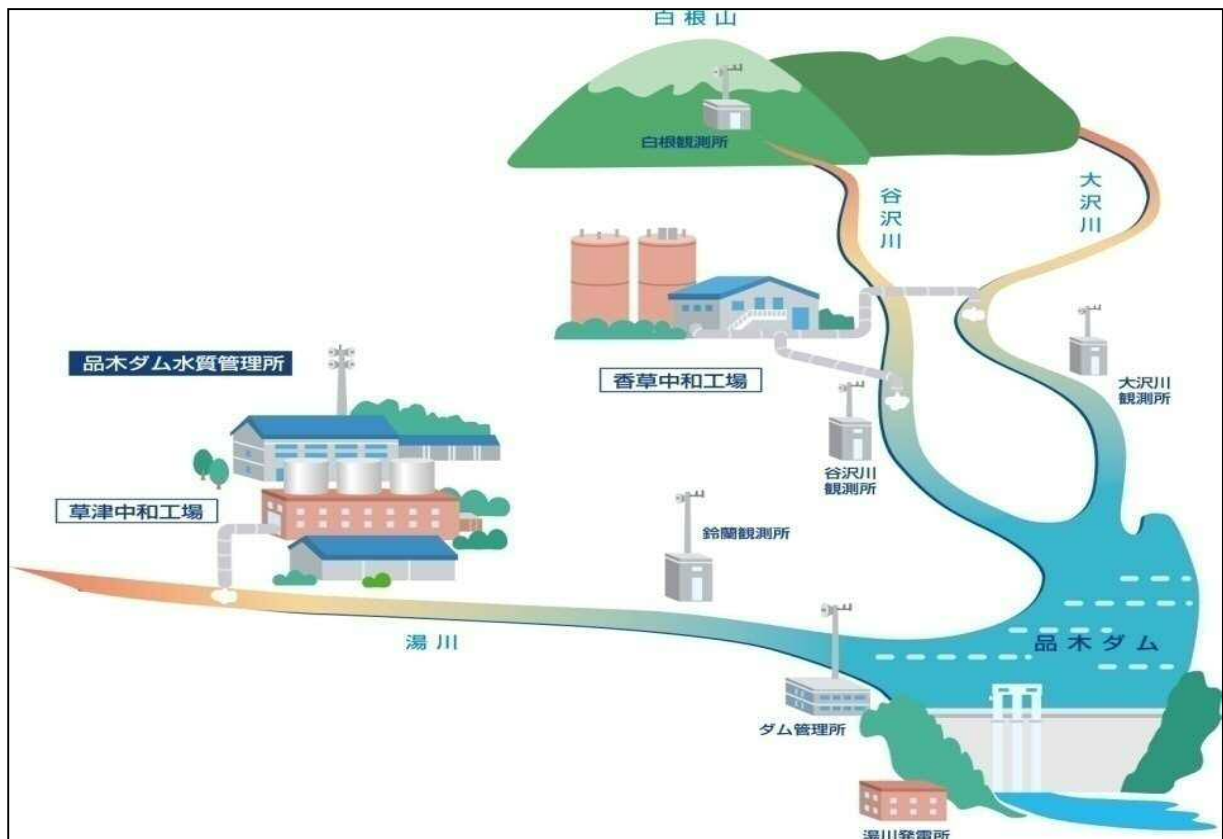 白根山
白根観測所
谷沢川
大沢川
品木ダム水質管理所
香草中和工場
大沢川
観測所
谷沢川
観測所
草津中和工場
鈴蘭観測所
湯川
品木ダム
ダム管理所
湯川発電所